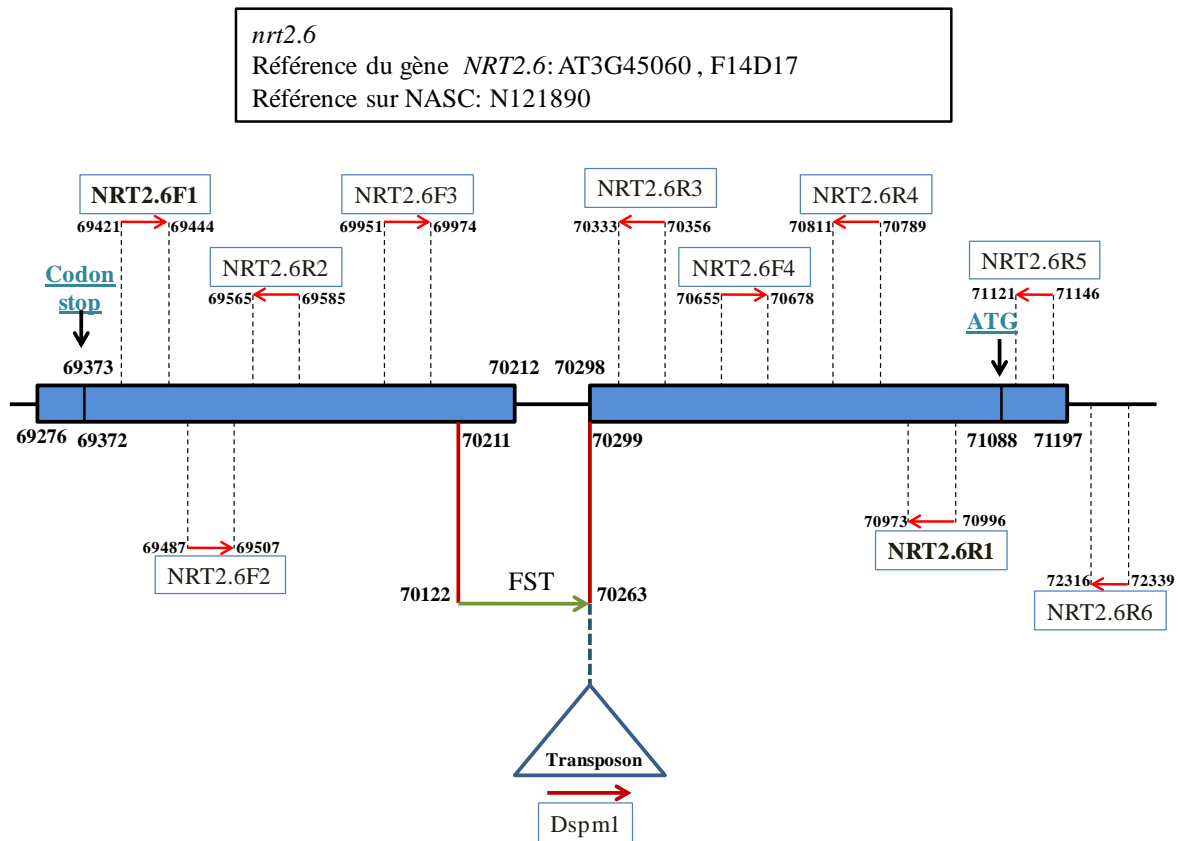 nrt2.6
Référence du gène NRT2.6: AT3G45060 , F14D17
Référence sur NASC: N121890
NRT2.6F1
69421 69444
NRT2.6F3
69951 69974
NRT2.6R3
70333 70356
NRT2.6R4
70811 70789
NRT2.6R2
69565 69585
NRT2.6F4
70655 70678
NRT2.6R5
71121 71146
Codon
stop
ATG
69373 70212 70298
69276 69372 70211 70299 71088 71197
69487 69507
NRT2.6F2
70973 70996
NRT2.6R1
72316 72339
NRT2.6R6
FST
70122 70263
Transposon
Dspm1